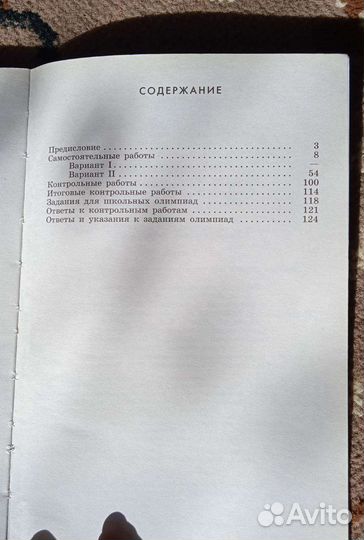 СОДЕРЖАНИЕ
Предисловие . . . . . . . . . . . . . . . . . . . . . . . . 3
Самостоятельные работы . . . . . . . . . . . . . . . . . 8
Вариант I . . . . . . . . . . . . . . . . . . . . . . —
Вариант II . . . . . . . . . . . . . . . . . . . . . 54
Контрольные работы . . . . . . . . . . . . . . . . . . . 100
Итоговые контрольные работы . . . . . . . . . . . . . 114
Задания для школьных олимпиад . . . . . . . . . . . . 118
Ответы к контрольным работам . . . . . . . . . . . . . 121
Ответы и указания к заданиям олимпиад . . . . . . . . 124
Avito